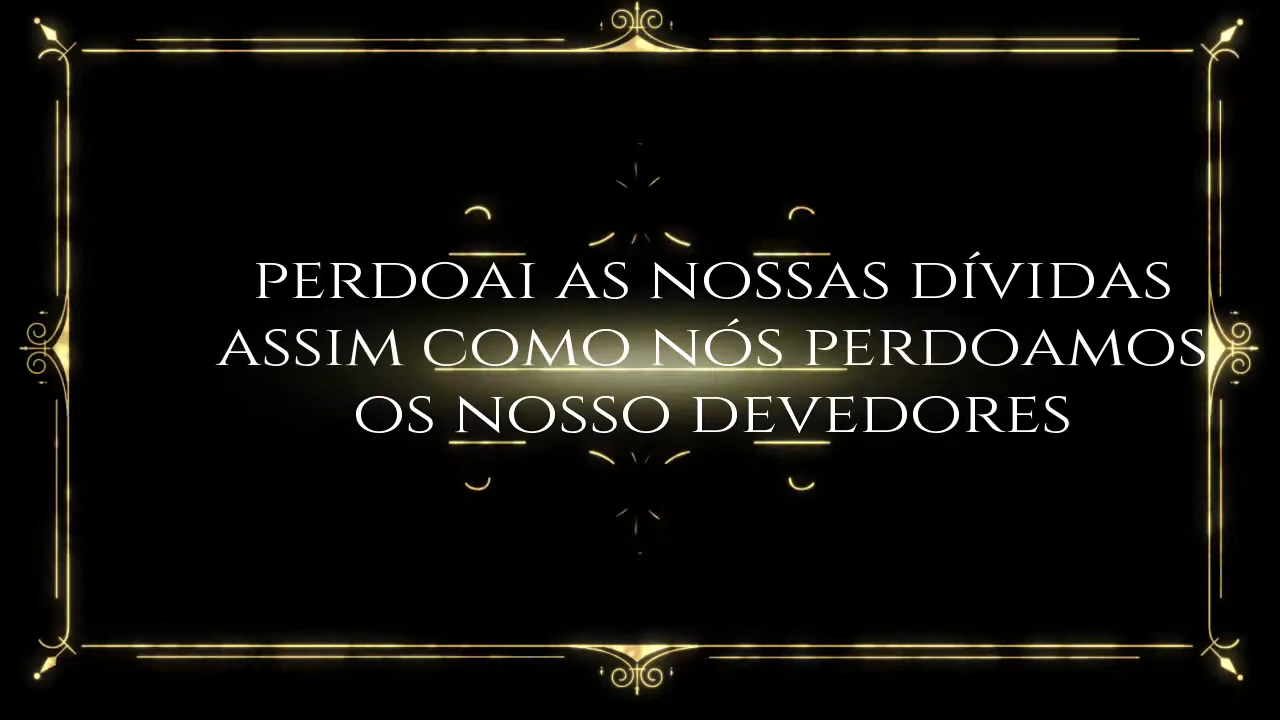 PERDOAI AS NOSSAS DÍVIDAS
ASSIM COMO NÓS PERDOAMOS
OS NOSSO DEVEDORES